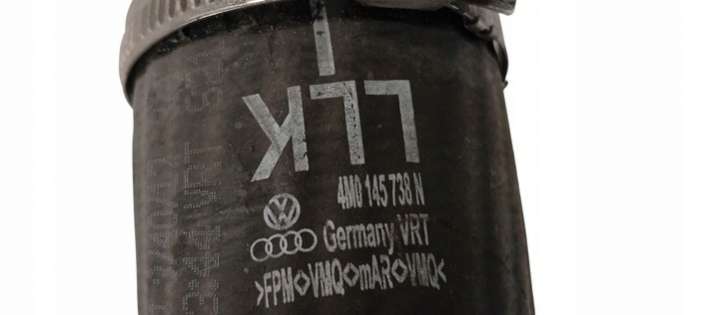 LLK
4M0 145 738 N
Germany VRT
>FPM<>VMQ<>mAR<>VMQ<